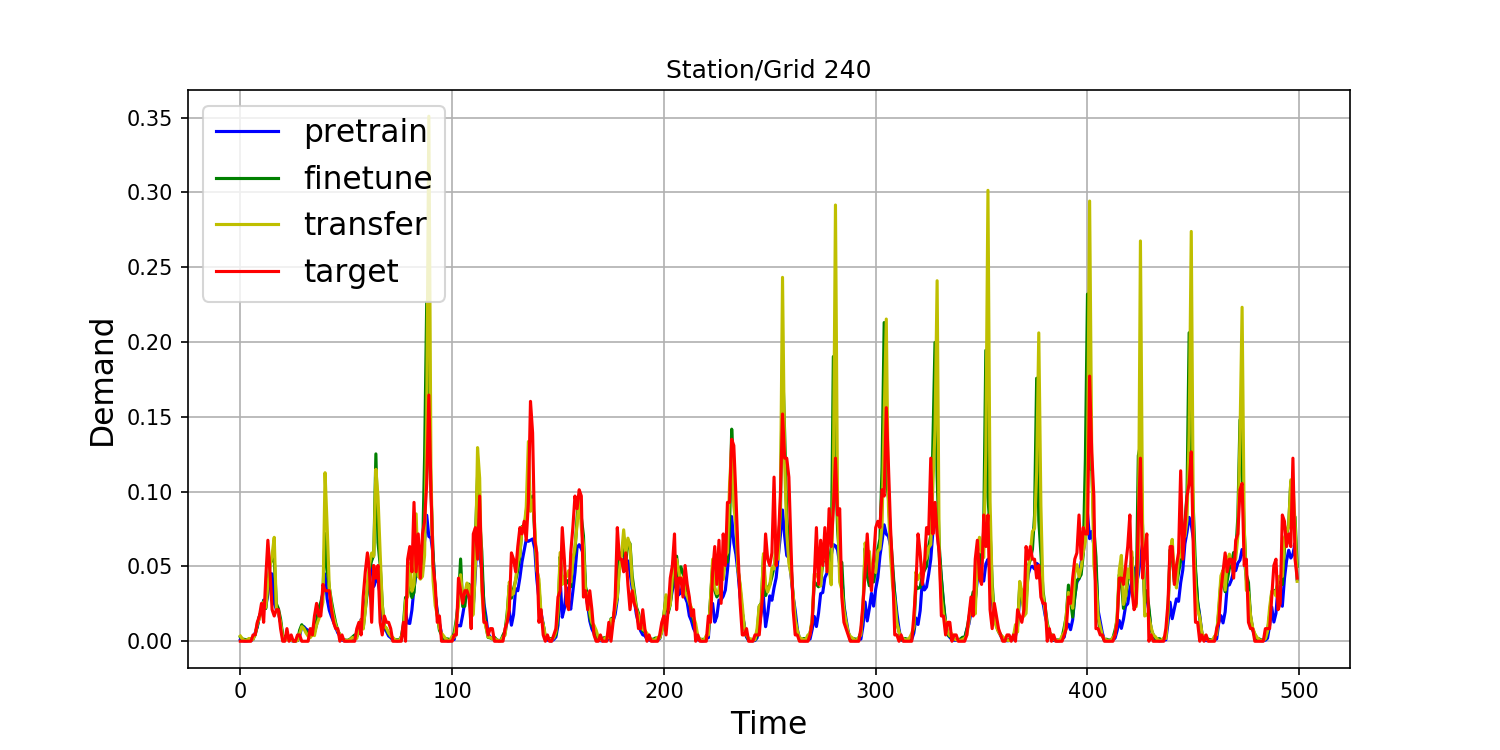 Station/Grid 240
0.35
0.30
0.25
0.20
0.15
0.10
0.05
0.00
Demand
pretrain
finetune
transfer
target
0 100 200 300 400 500
Time